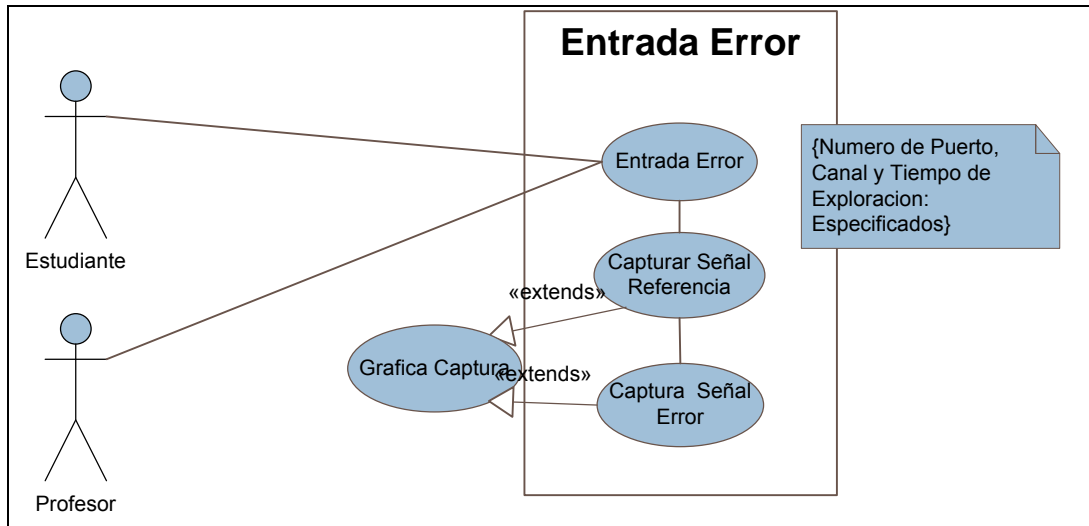 Entrada Error
Entrada Error
{Numero de Puerto,
Canal y Tiempo de
Exploracion:
Especificados}
Estudiante
Capturar Señal
Referencia
«extends»
Grafica Captura
«extends»
Captura Señal
Error
Profesor